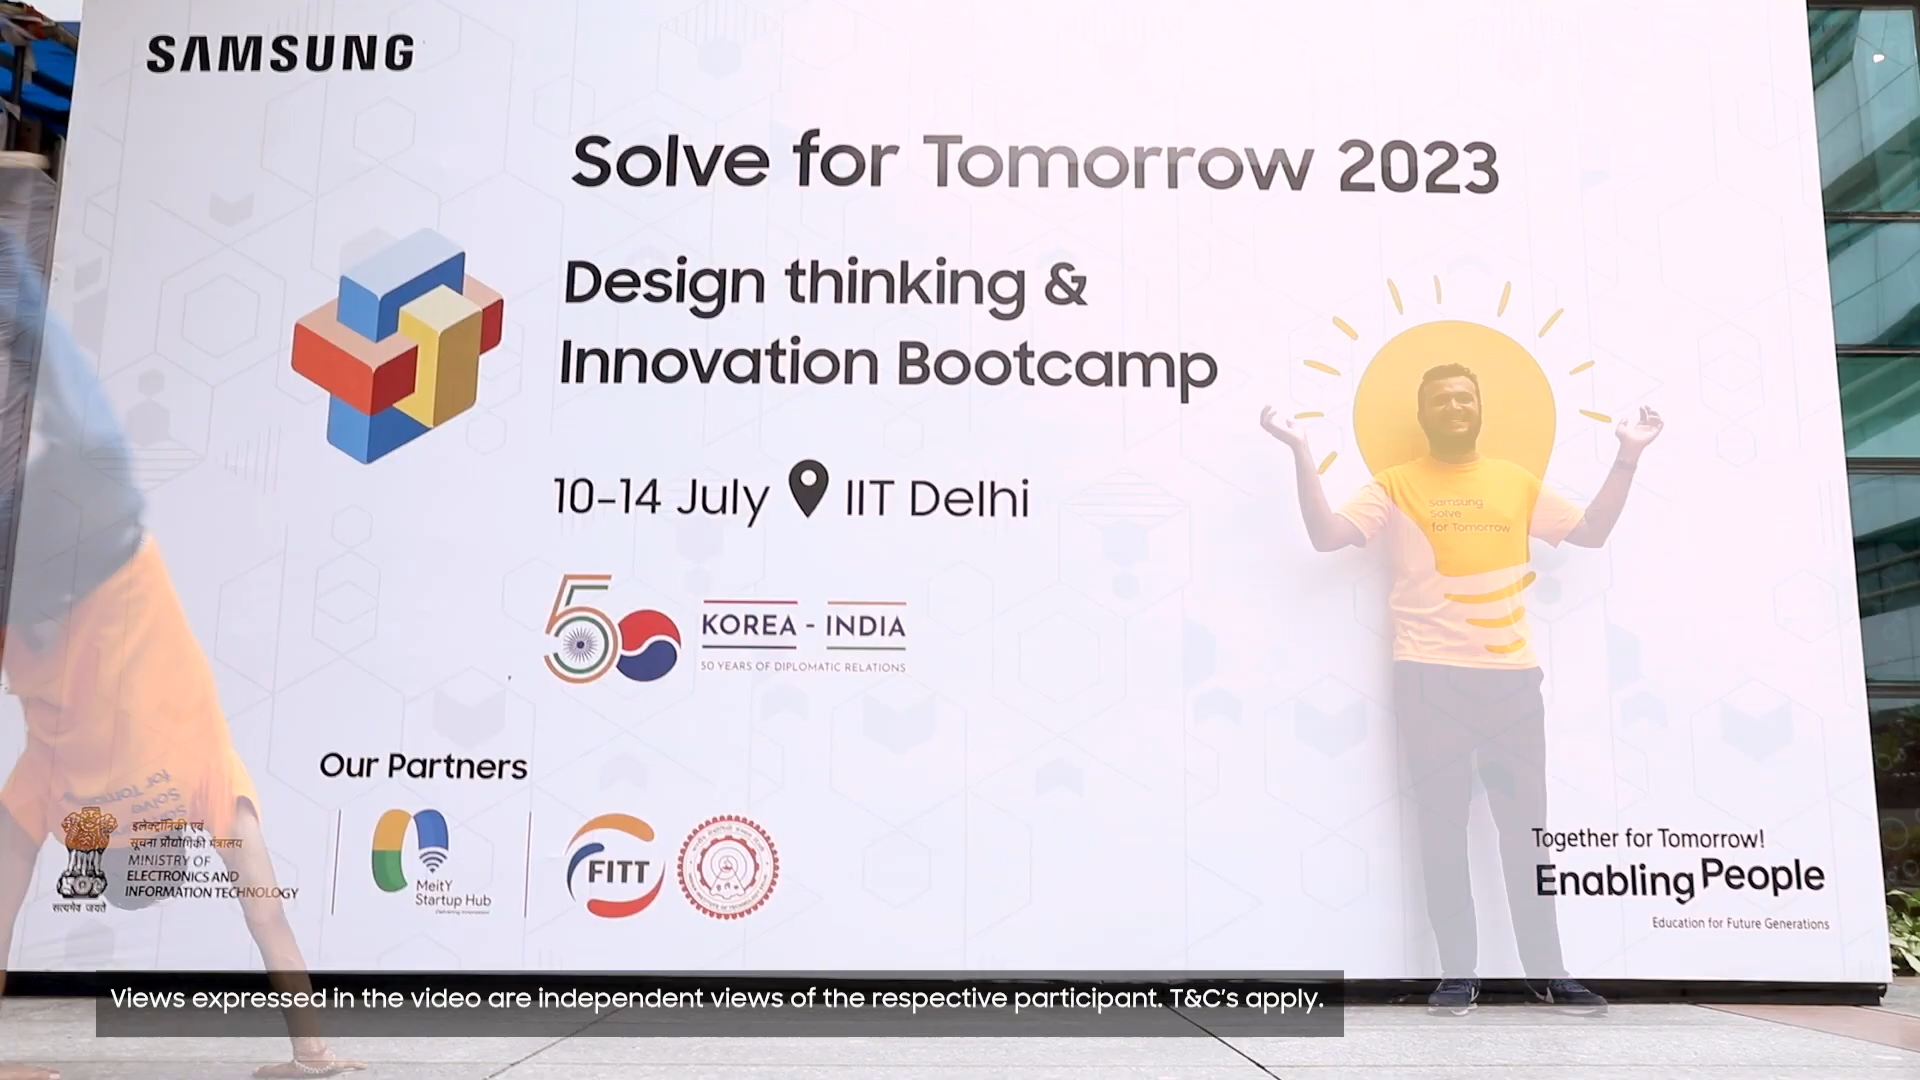 SAMSUNG
Solve for Tomorrow 2023
Design thinking &
Innovation Bootcamp
10-14 July IIT Delhi
50 KOREA - INDIA
50 YEARS OF DIPLOMATIC RELATIONS
Samsung
Solve
for Tomorrow
Our Partners
इलेक्ट्रॉनिकी एवं
सूचना प्रौद्योगिकी मंत्रालय
MINISTRY OF
ELECTRONICS AND
INFORMATION TECHNOLOGY
सत्यमेव जयते
MeitY
Startup Hub
FITT
Together for Tomorrow!
Enabling People
Education for Future Generations
Views expressed in the video are independent views of the respective participant. T&C's apply.